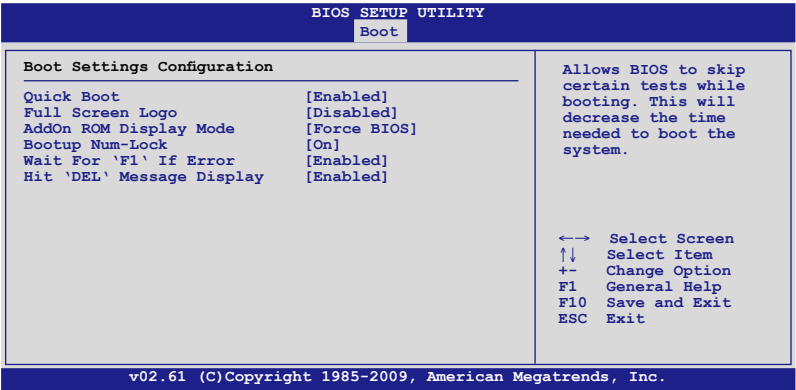 BIOS SETUP UTILITY
Boot
Boot Settings Configuration
Quick Boot [Enabled]
Full Screen Logo [Disabled]
AddOn ROM Display Mode [Force BIOS]
Bootup Num-Lock [On]
Wait For ‘F1‘ If Error [Enabled]
Hit ‘DEL‘ Message Display [Enabled]
Allows BIOS to skip
certain tests while
booting. This will
decrease the time
needed to boot the
system.
←→ Select Screen
↑↓ Select Item
+- Change Option
F1 General Help
F10 Save and Exit
ESC Exit
v02.61 (C)Copyright 1985-2009, American Megatrends, Inc.